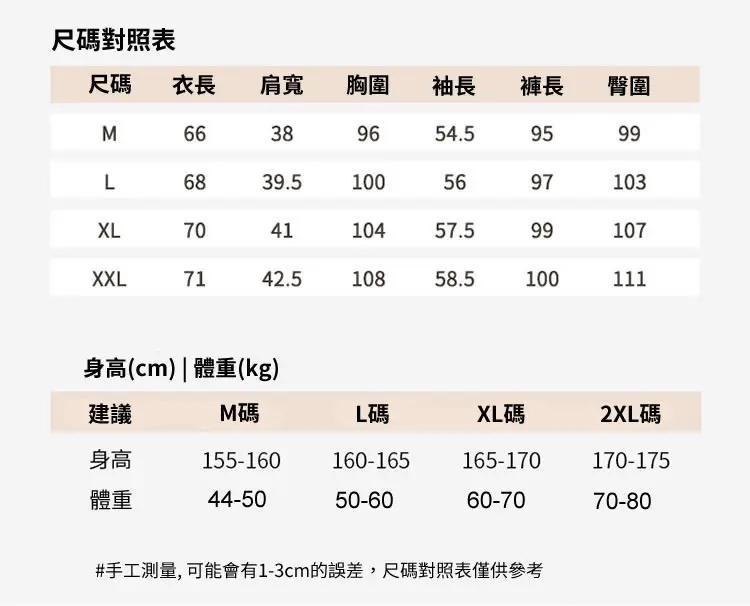 尺碼對照表
尺碼 衣長 肩寬 胸圍 袖長 褲長 臀圍
M 66 38 96 54.5 95 99
L 68 39.5 100 56 97 103
XL 70 41 104 57.5 99 107
XXL 71 42.5 108 58.5 100 111
身高(cm) | 體重(kg)
建議 M碼 L碼 XL碼 2XL碼
身高 155-160 160-165 165-170 170-175
體重 44-50 50-60 60-70 70-80
#手工測量, 可能會有1-3cm的誤差，尺碼對照表僅供參考